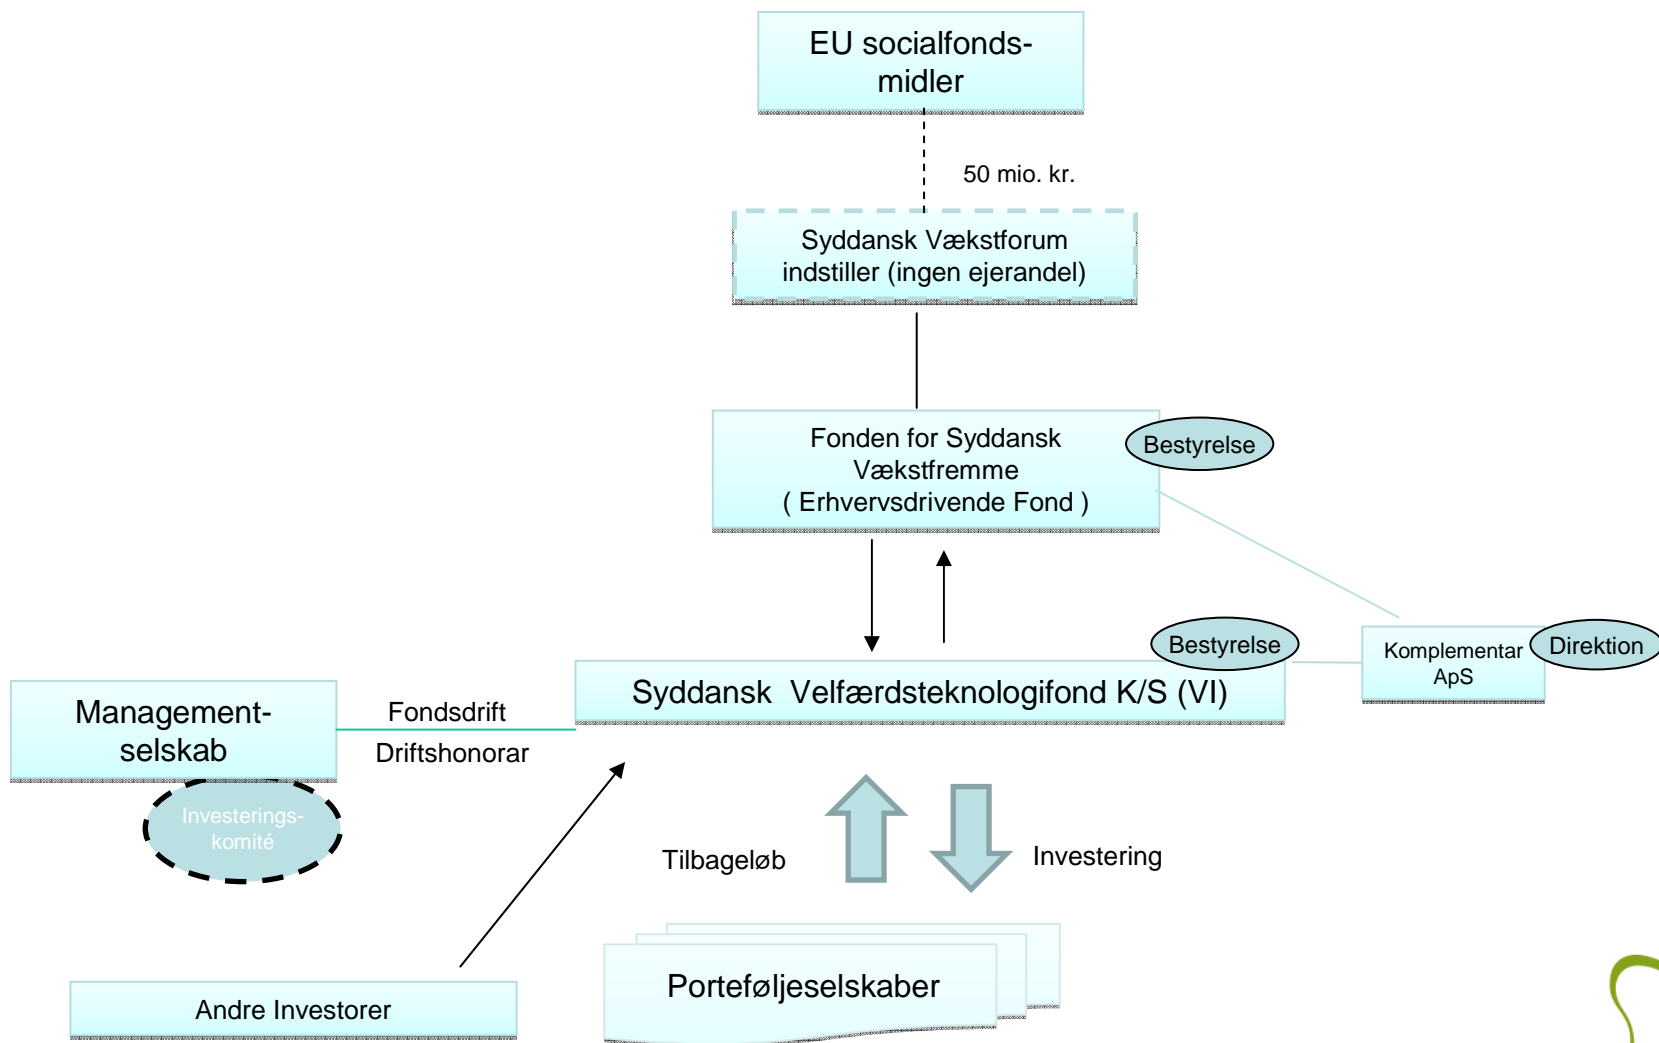 EU socialfonds-
midler
50 mio. kr.
Syddansk Vækstforum
indstiller (ingen ejerandel)
Fonden for Syddansk
Vækstfremme
( Erhvervsdrivende Fond )
Bestyrelse
Bestyrelse
Komplementar
ApS
Direktion
Syddansk Velfærdsteknologifond K/S (VI)
Management-
selskab
Fondsdrift
Driftshonorar
Investerings-
komité
Tilbageløb
Investering
Porteføljeselskaber
Andre Investorer